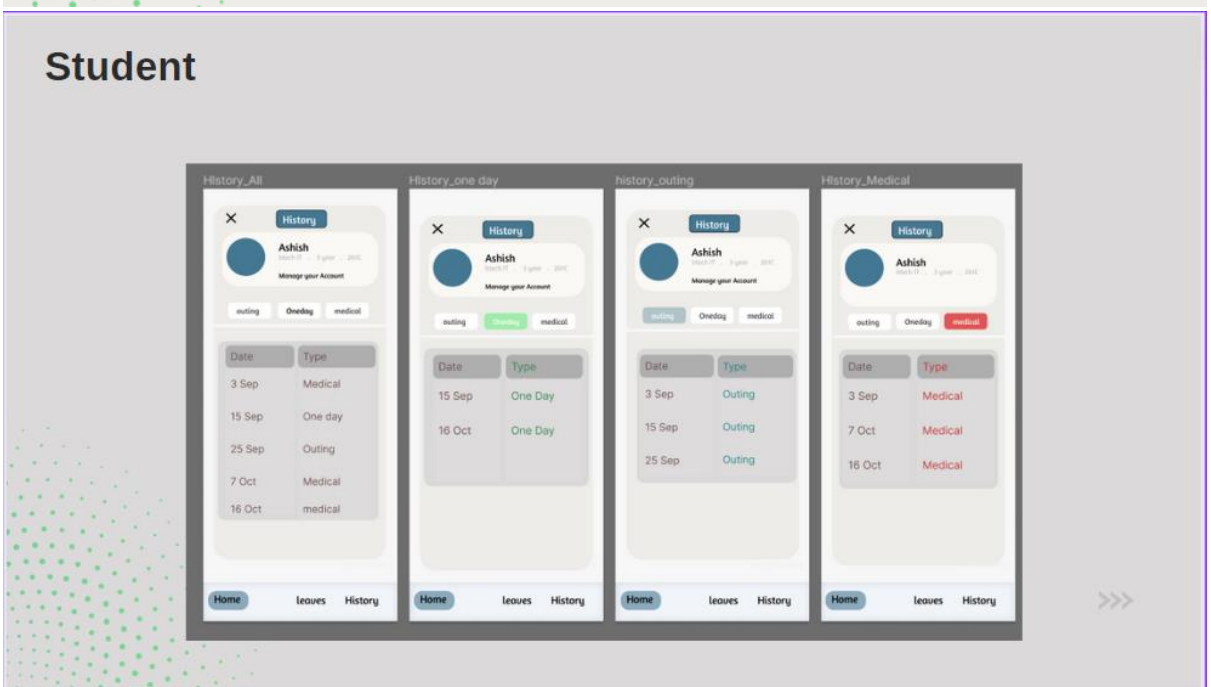 Student
HIstory_All
HIstory_one day
history_outing
HIstory_Medical
History
Ashish
Manage your Account
outing Oneday medical
Date Type
3 Sep Medical
15 Sep One day
25 Sep Outing
7 Oct Medical
16 Oct medical
Home leaves History
History
Ashish
Manage your Account
outing Oneday medical
Date Type
15 Sep One Day
16 Oct One Day
Home leaves History
History
Ashish
Manage your Account
outing Oneday medical
Date Type
3 Sep Outing
15 Sep Outing
25 Sep Outing
Home leaves History
History
Ashish
outing Oneday medical
Date Type
3 Sep Medical
7 Oct Medical
16 Oct Medical
Home leaves History